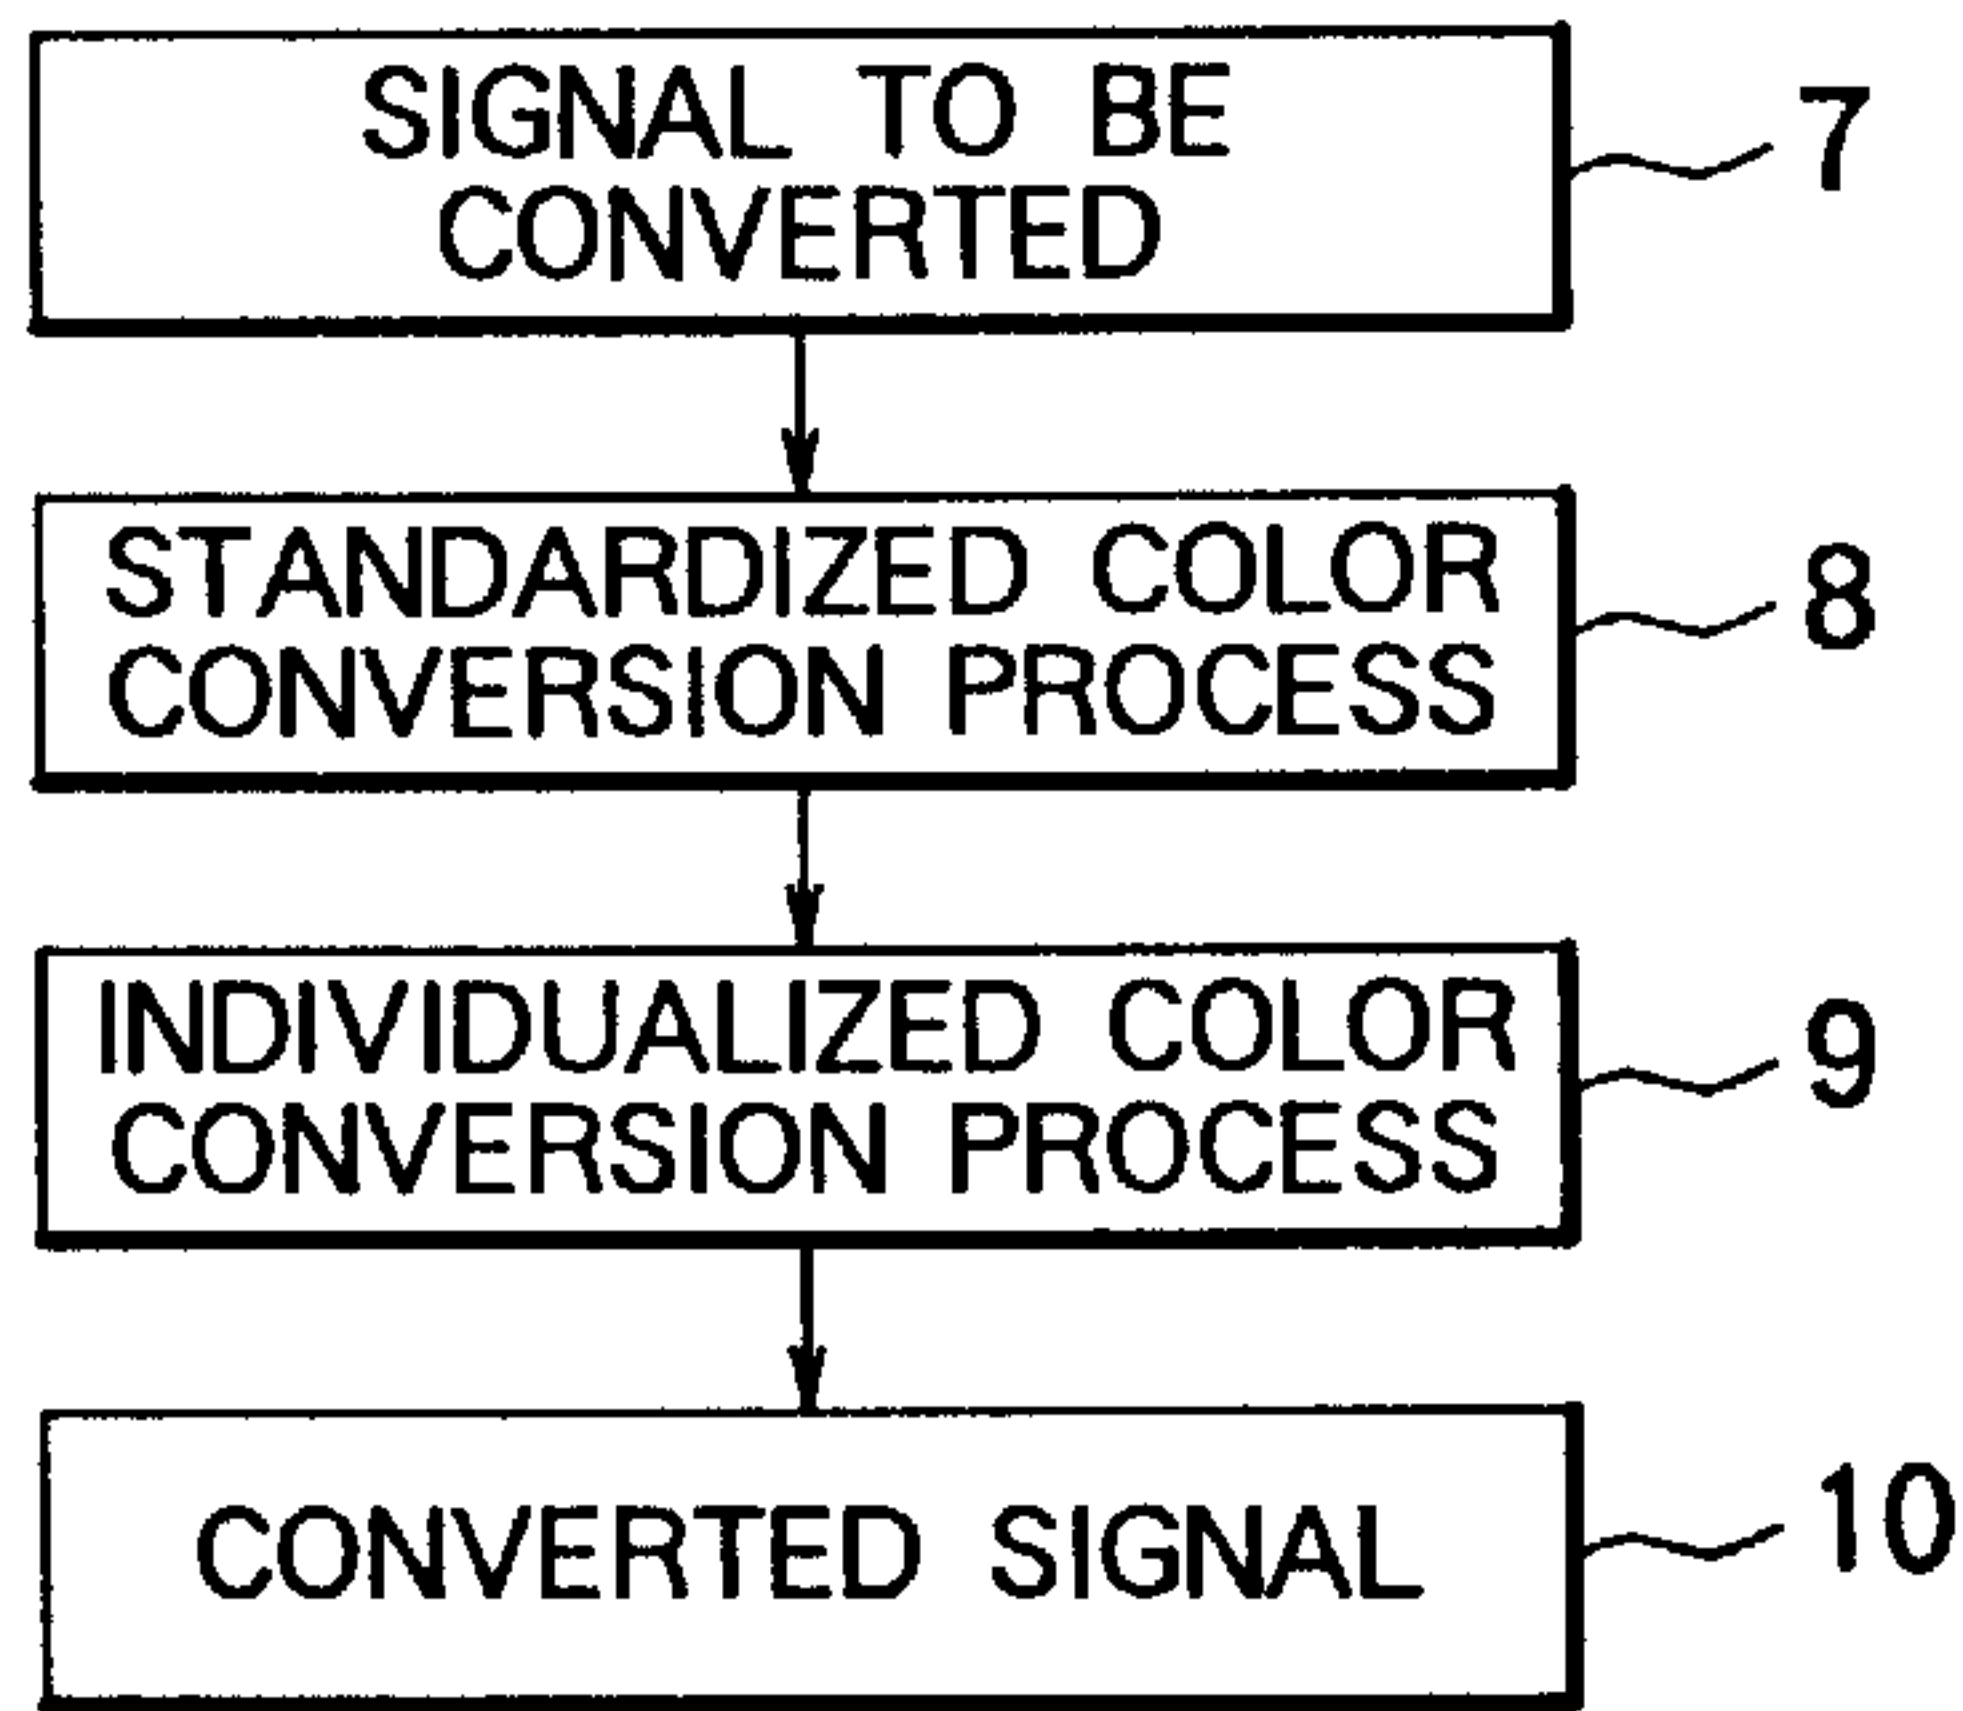 SIGNAL TO BE
CONVERTED
7
STANDARDIZED COLOR
CONVERSION PROCESS
8
INDIVIDUALIZED COLOR
CONVERSION PROCESS
9
CONVERTED SIGNAL
10